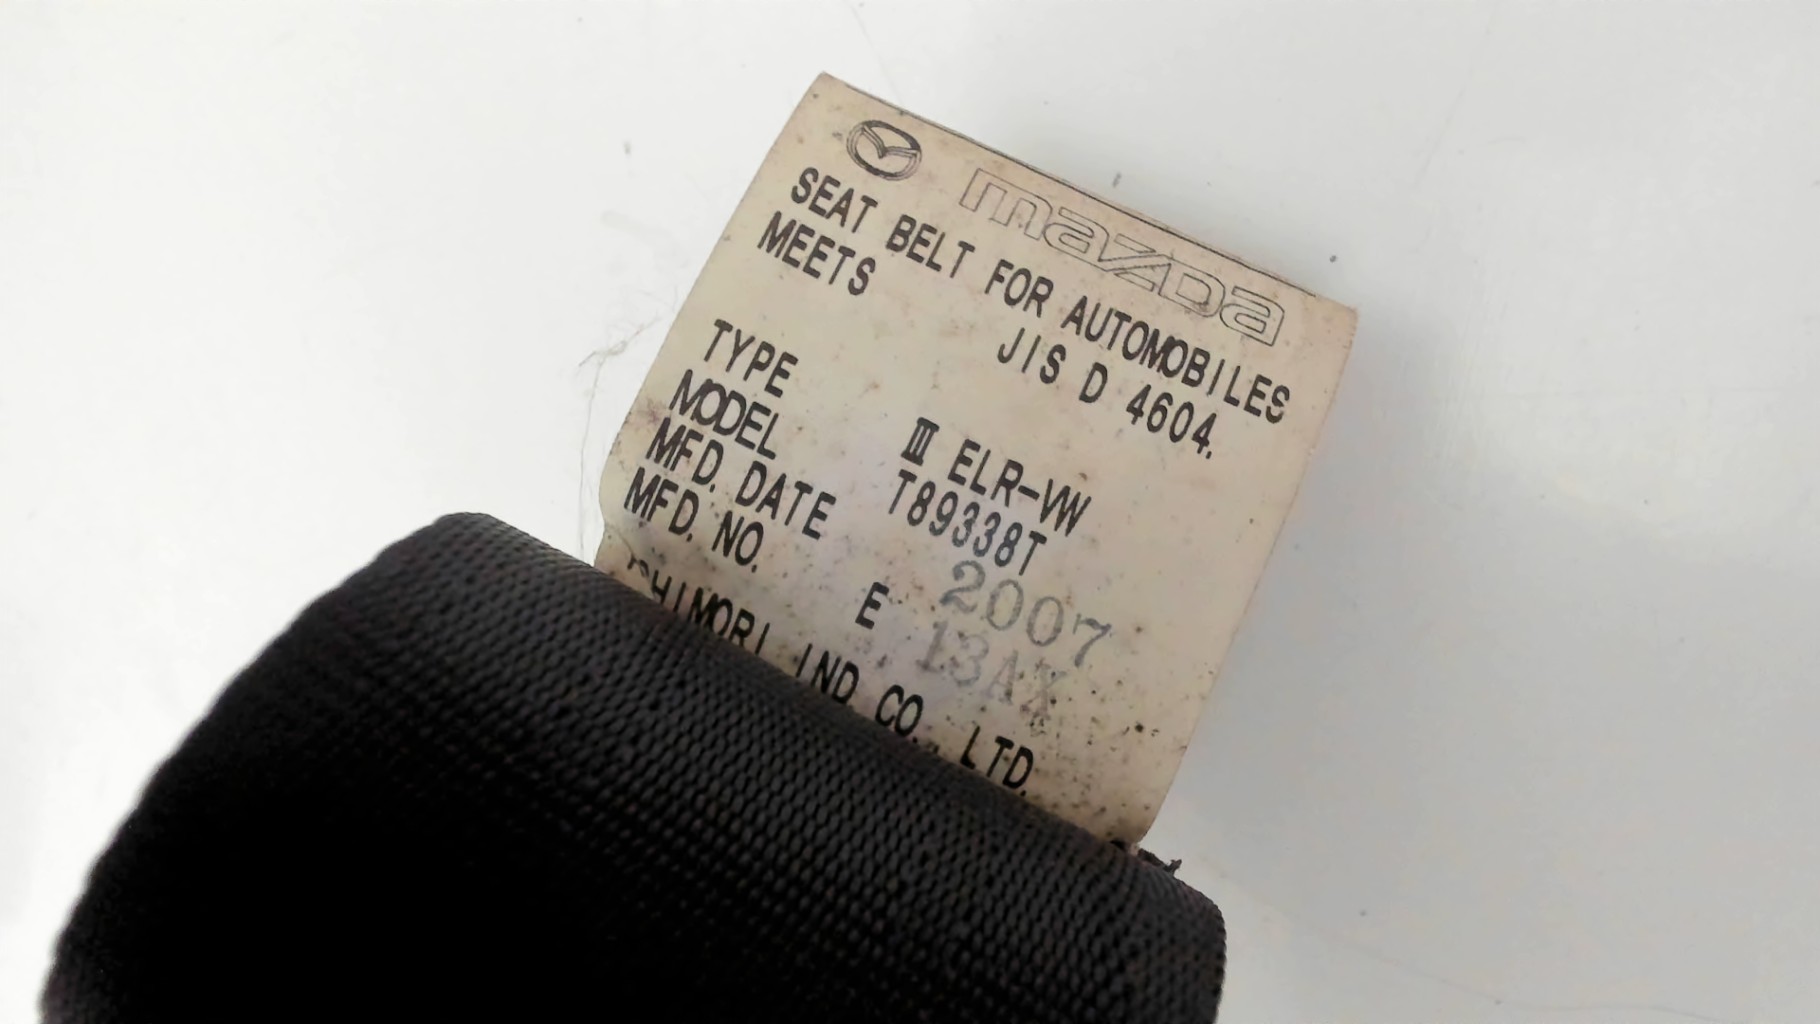 mazda
SEAT BELT FOR AUTOMOBILES
MEETS JIS D 4604.
TYPE III ELR-VW
MODEL T89338T
MFD. DATE 2007
MFD. NO. E 13AX
IND. CO. LTD.